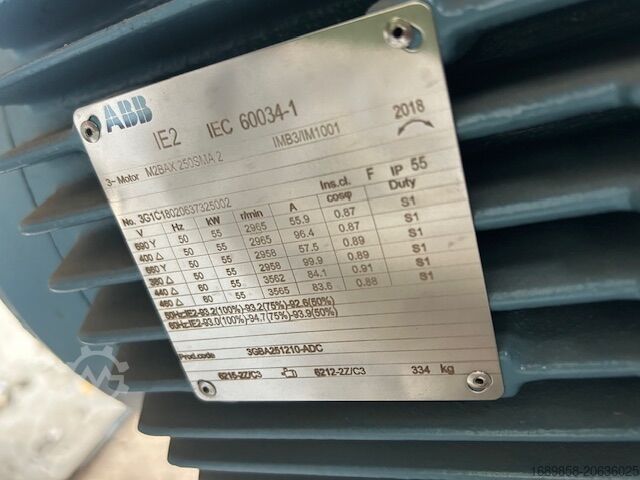 ABB
IE2 IEC 60034-1 2018
3~ Motor M2BAX 250SMA 2 IMB3/IM1001
No. 3G1C18020637325002 Ins.cl. F IP 55
V Hz kW r/min A cosφ Duty
690 Y 50 55 2965 55.9 0.87 S1
400 Δ 50 55 2965 96.4 0.87 S1
660 Y 50 55 2958 57.5 0.89 S1
380 Δ 50 55 2958 99.9 0.89 S1
440 Δ 60 55 3562 84.1 0.91 S1
460 Δ 60 55 3565 83.6 0.88 S1
50Hz:IE2-93.2(100%)-93.2(75%)-92.6(50%)
60Hz:IE2-93.0(100%)-94.7(75%)-93.9(50%)
Prod.code 3GBA251210-ADC
6215-2Z/C3 6212-2Z/C3 334 kg
1689858-20636025